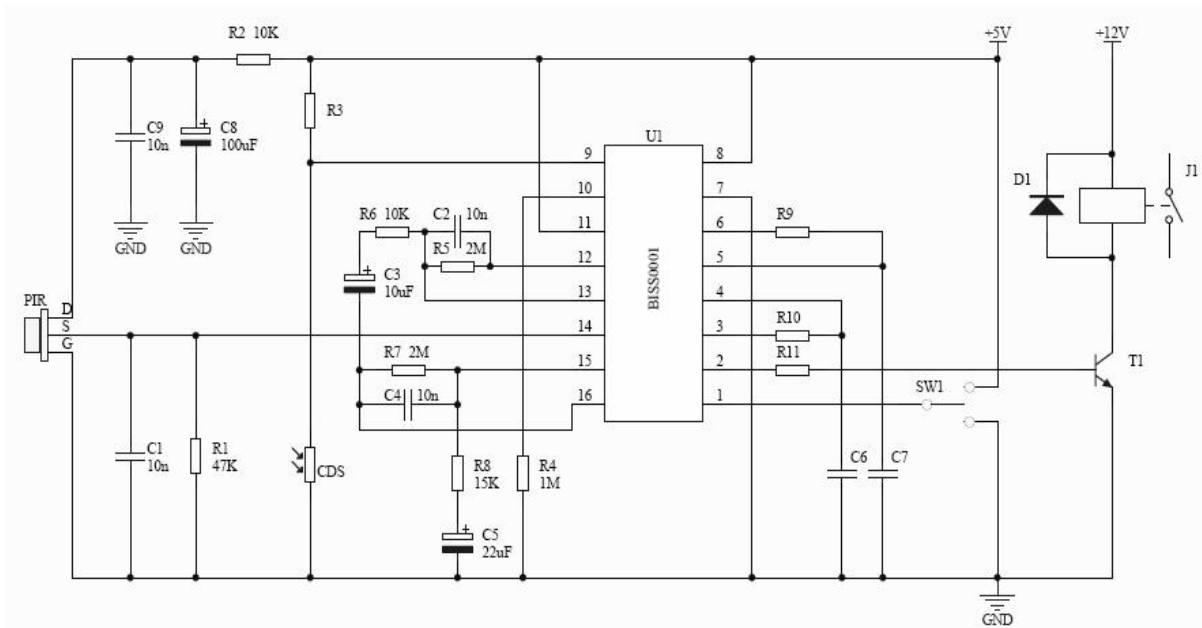 R2 10K
+5V
+12V
R3
C9
10n
C8
100uF
U1
GND
GND
9
8
10
7
11
6
12
5
13
4
14
3
15
2
16
1
BISS0001
R6 10K
C2 10n
R5 2M
C3
10uF
R9
D1
J1
PIR
D
S
G
R7 2M
C4 10n
R10
R11
T1
SW1
C1
10n
R1
47K
CDS
R8
15K
R4
1M
C6
C7
C5
22uF
GND